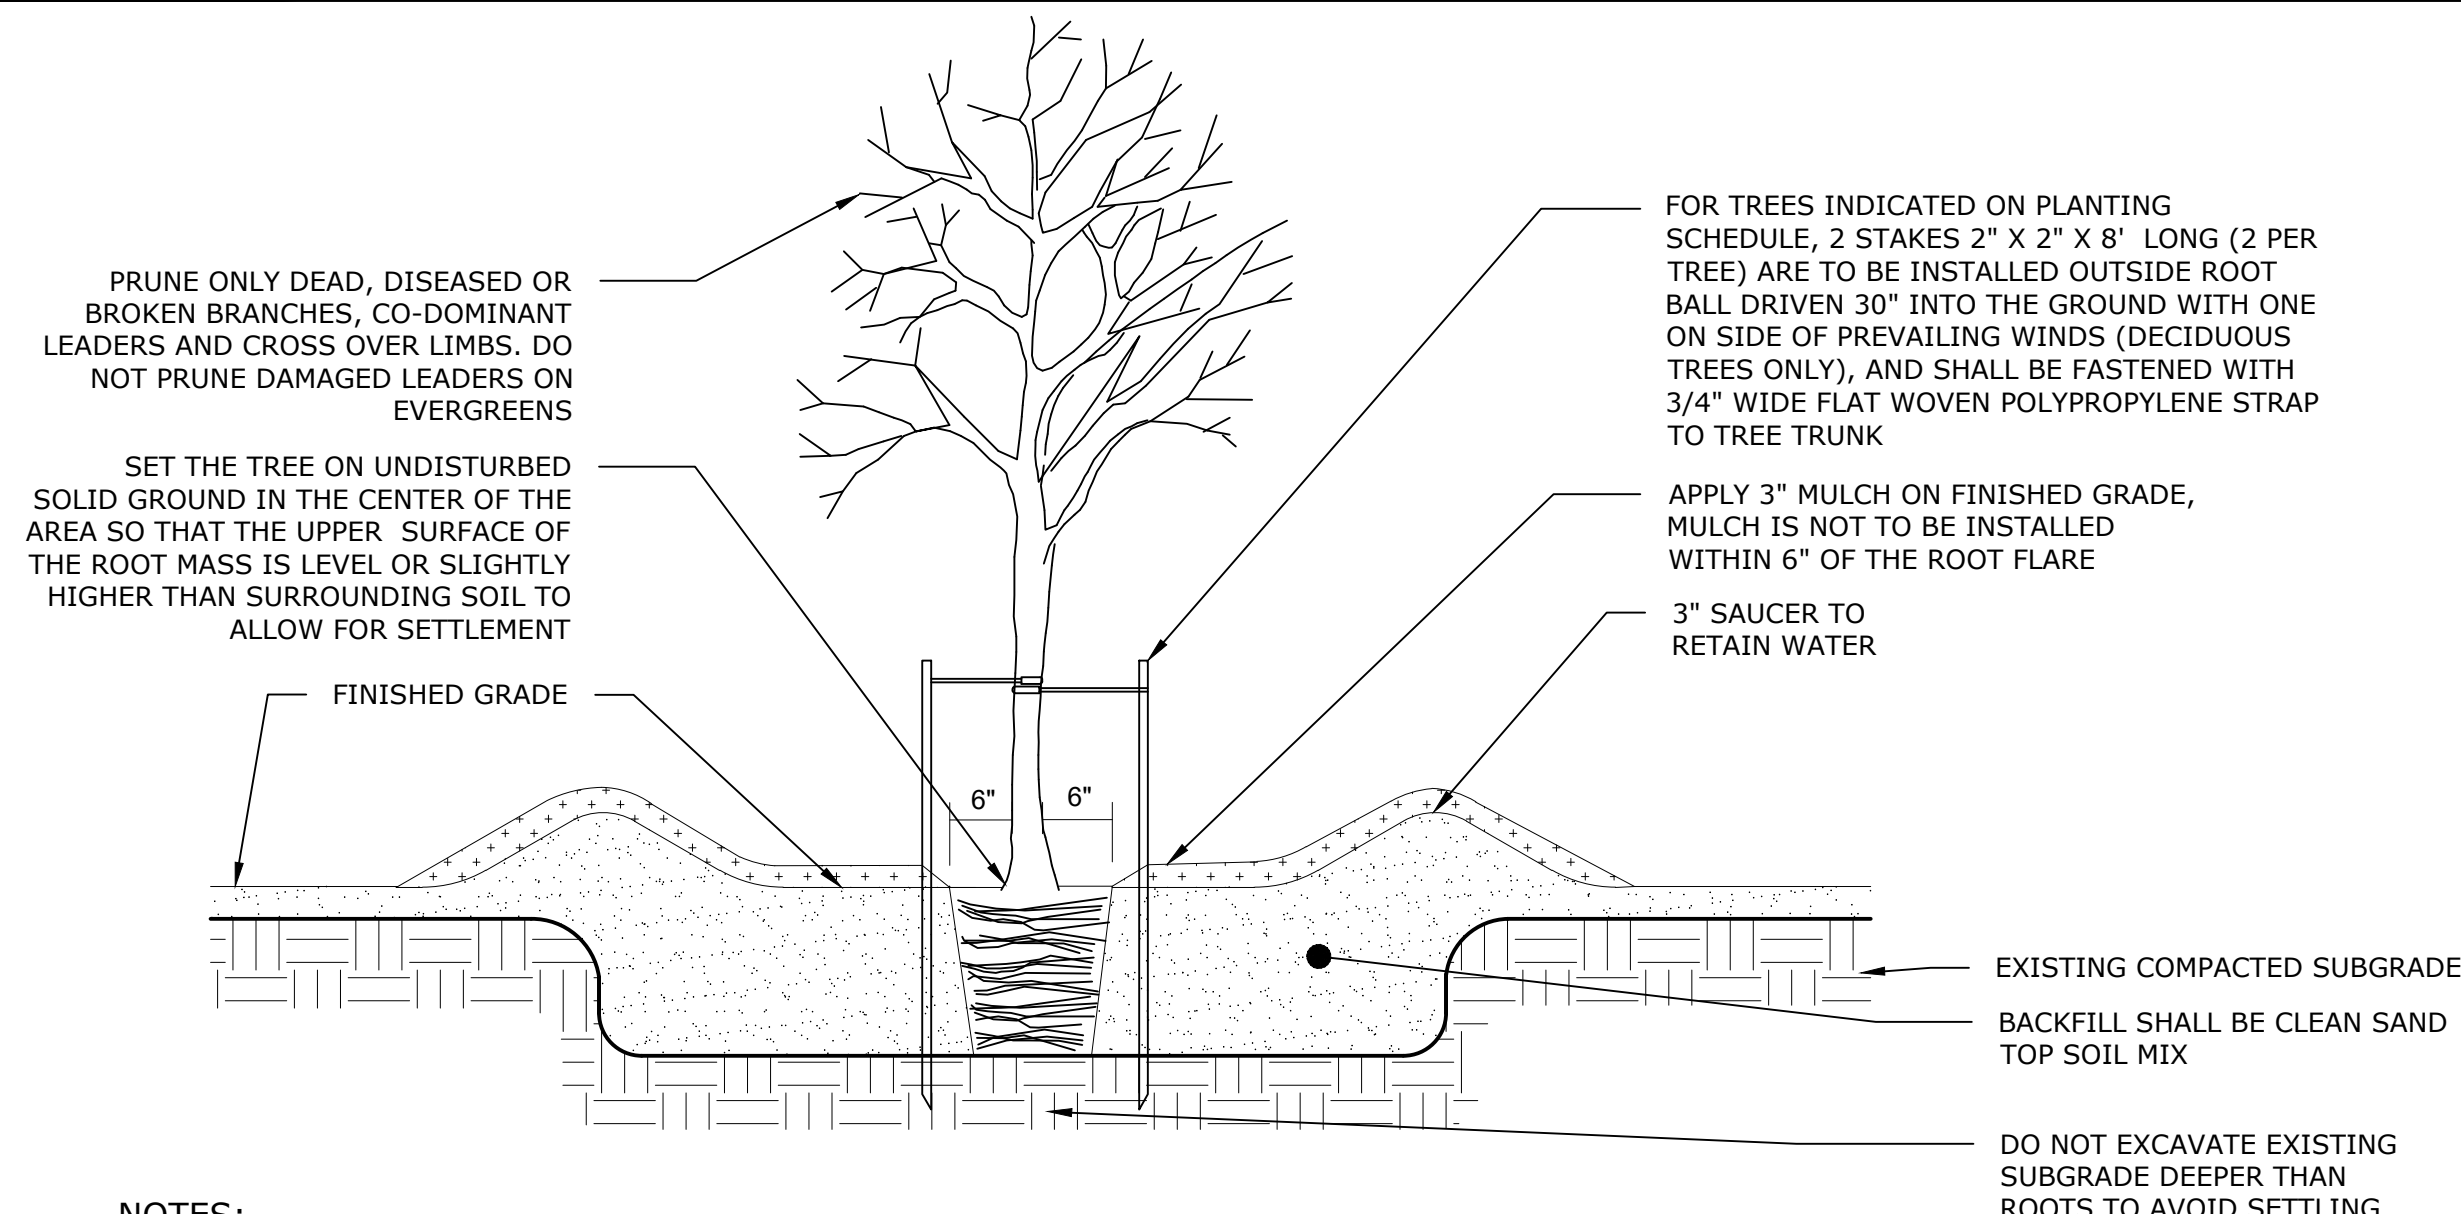 PRUNE ONLY DEAD, DISEASED OR
BROKEN BRANCHES, CO-DOMINANT
LEADERS AND CROSS OVER LIMBS. DO
NOT PRUNE DAMAGED LEADERS ON
EVERGREENS
SET THE TREE ON UNDISTURBED
SOLID GROUND IN THE CENTER OF THE
AREA SO THAT THE UPPER SURFACE OF
THE ROOT MASS IS LEVEL OR SLIGHTLY
HIGHER THAN SURROUNDING SOIL TO
ALLOW FOR SETTLEMENT
FINISHED GRADE
6" 6"
FOR TREES INDICATED ON PLANTING
SCHEDULE, 2 STAKES 2" X 2" X 8' LONG (2 PER
TREE) ARE TO BE INSTALLED OUTSIDE ROOT
BALL DRIVEN 30" INTO THE GROUND WITH ONE
ON SIDE OF PREVAILING WINDS (DECIDUOUS
TREES ONLY), AND SHALL BE FASTENED WITH
3/4" WIDE FLAT WOVEN POLYPROPYLENE STRAP
TO TREE TRUNK
APPLY 3" MULCH ON FINISHED GRADE,
MULCH IS NOT TO BE INSTALLED
WITHIN 6" OF THE ROOT FLARE
3" SAUCER TO
RETAIN WATER
EXISTING COMPACTED SUBGRADE
BACKFILL SHALL BE CLEAN SAND
TOP SOIL MIX
DO NOT EXCAVATE EXISTING
SUBGRADE DEEPER THAN
ROOTS TO AVOID SETTLING
NOTES: